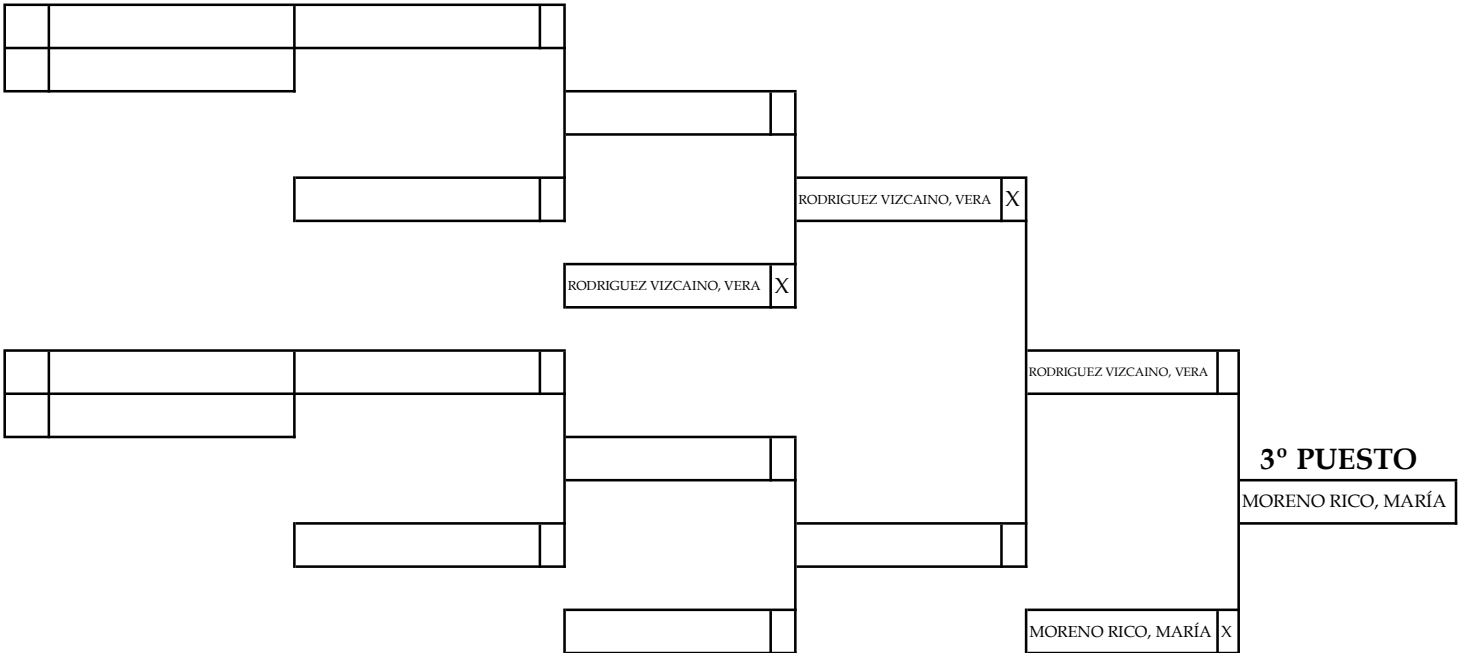 RODRIGUEZ VIZCAINO, VERA X
RODRIGUEZ VIZCAINO, VERA X
RODRIGUEZ VIZCAINO, VERA
3º PUESTO
MORENO RICO, MARÍA
MORENO RICO, MARÍA X